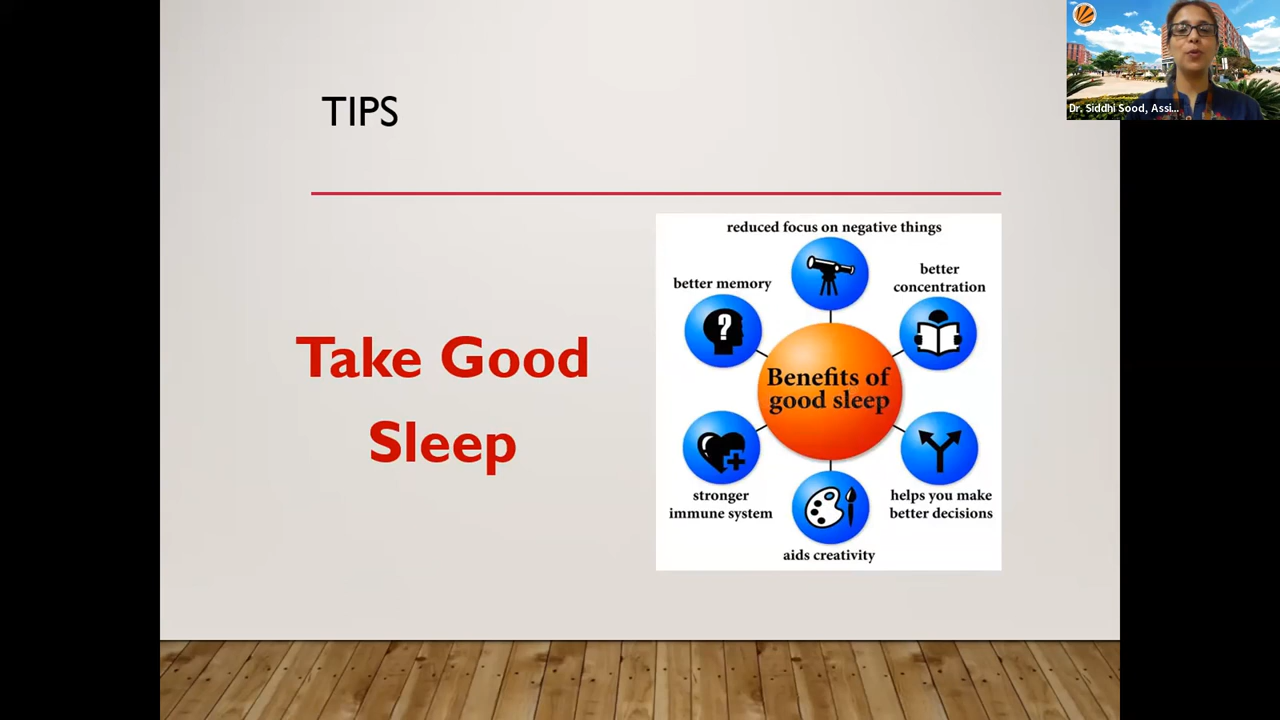 TIPS
Take Good
Sleep
reduced focus on negative things
better memory
better
concentration
Benefits of
good sleep
stronger
immune system
helps you make
better decisions
aids creativity
Dr. Siddhi Sood, Assi...